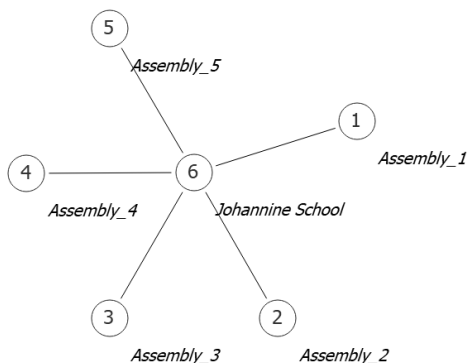 5
Assembly_5
1
Assembly_1
4
6
Assembly_4
Johannine School
3
2
Assembly_3
Assembly_2